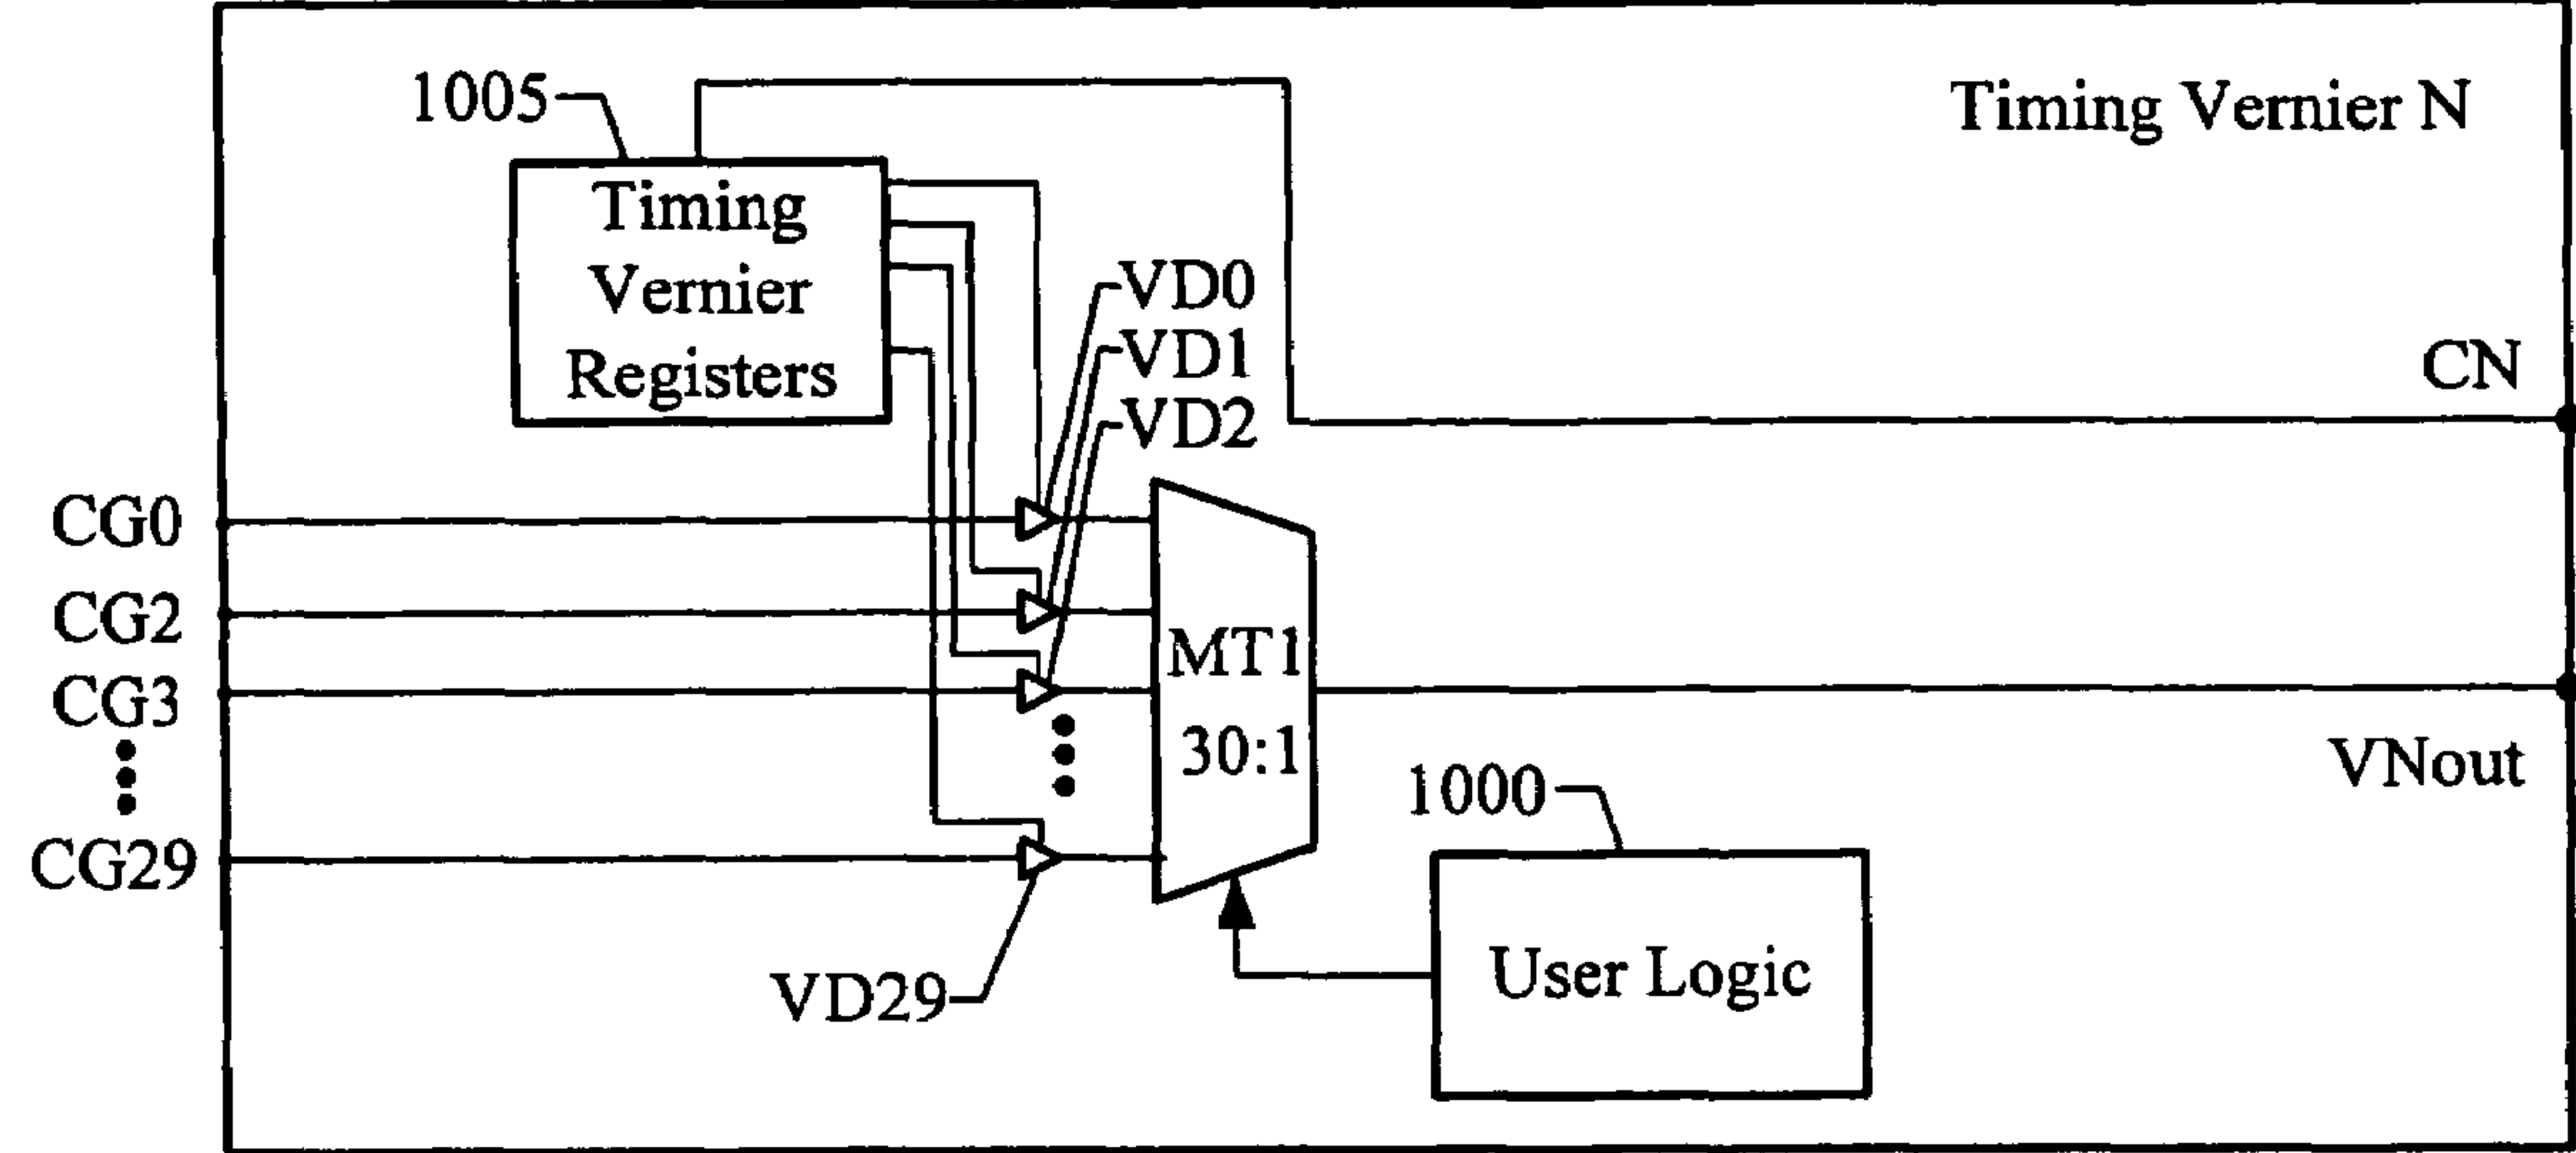 1005
Timing Vernier N
Timing
Vernier
Registers
VD0
VD1
VD2
CN
CG0
CG2
CG3
CG29
MT1
30:1
VNout
1000
VD29
User Logic